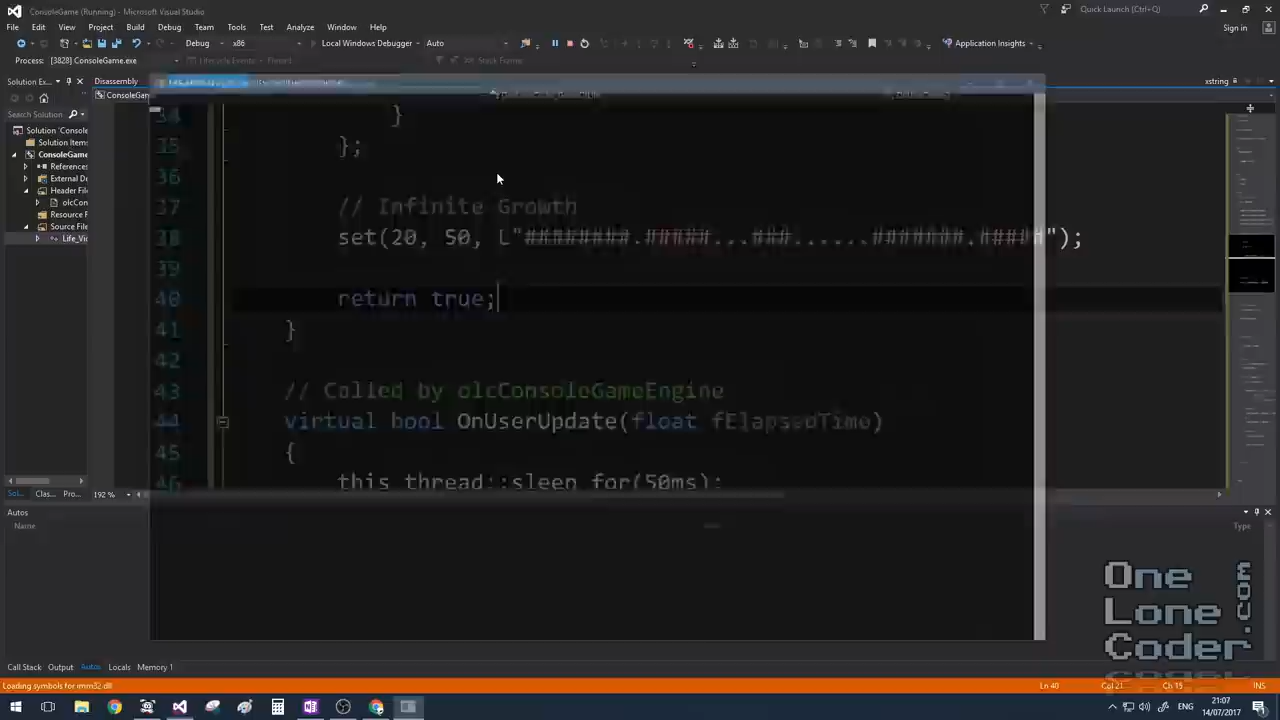 ConsoleGame (Running) - Microsoft Visual Studio
Quick Launch (Ctrl+Q)
File Edit View Project Build Debug Team Tools Test Analyze Window Help
Sign in
Debug x86 Local Windows Debugger Auto Application Insights
Process: [3828] ConsoleGame.exe Lifecycle Events Thread: Stack Frame:
Solution Ex... Disassembly xstring
ConsoleGam
Search Solution
Solution 'Console
Solution Items
ConsoleGame
References
External De
Header File
olcCon
Resource F
Source File
Life_Vid
34 }
35 };
36
37 // Infinite Growth
38 set(20, 50, L"########.#####...###......#######.#####");
39
40 return true;
41 }
42
43 // Called by olcConsoleGameEngine
44 virtual bool OnUserUpdate(float fElapsedTime)
45 {
46 this_thread::sleep_for(50ms);
Sol... Clas... Pro... 192 %
Autos
Name Type
Call Stack Output Autos Locals Memory 1
Loading symbols for imm32.dll Ln 40 Col 21 Ch 15 INS
One
Lone
Coder
.com
ENG
21:07
14/07/2017